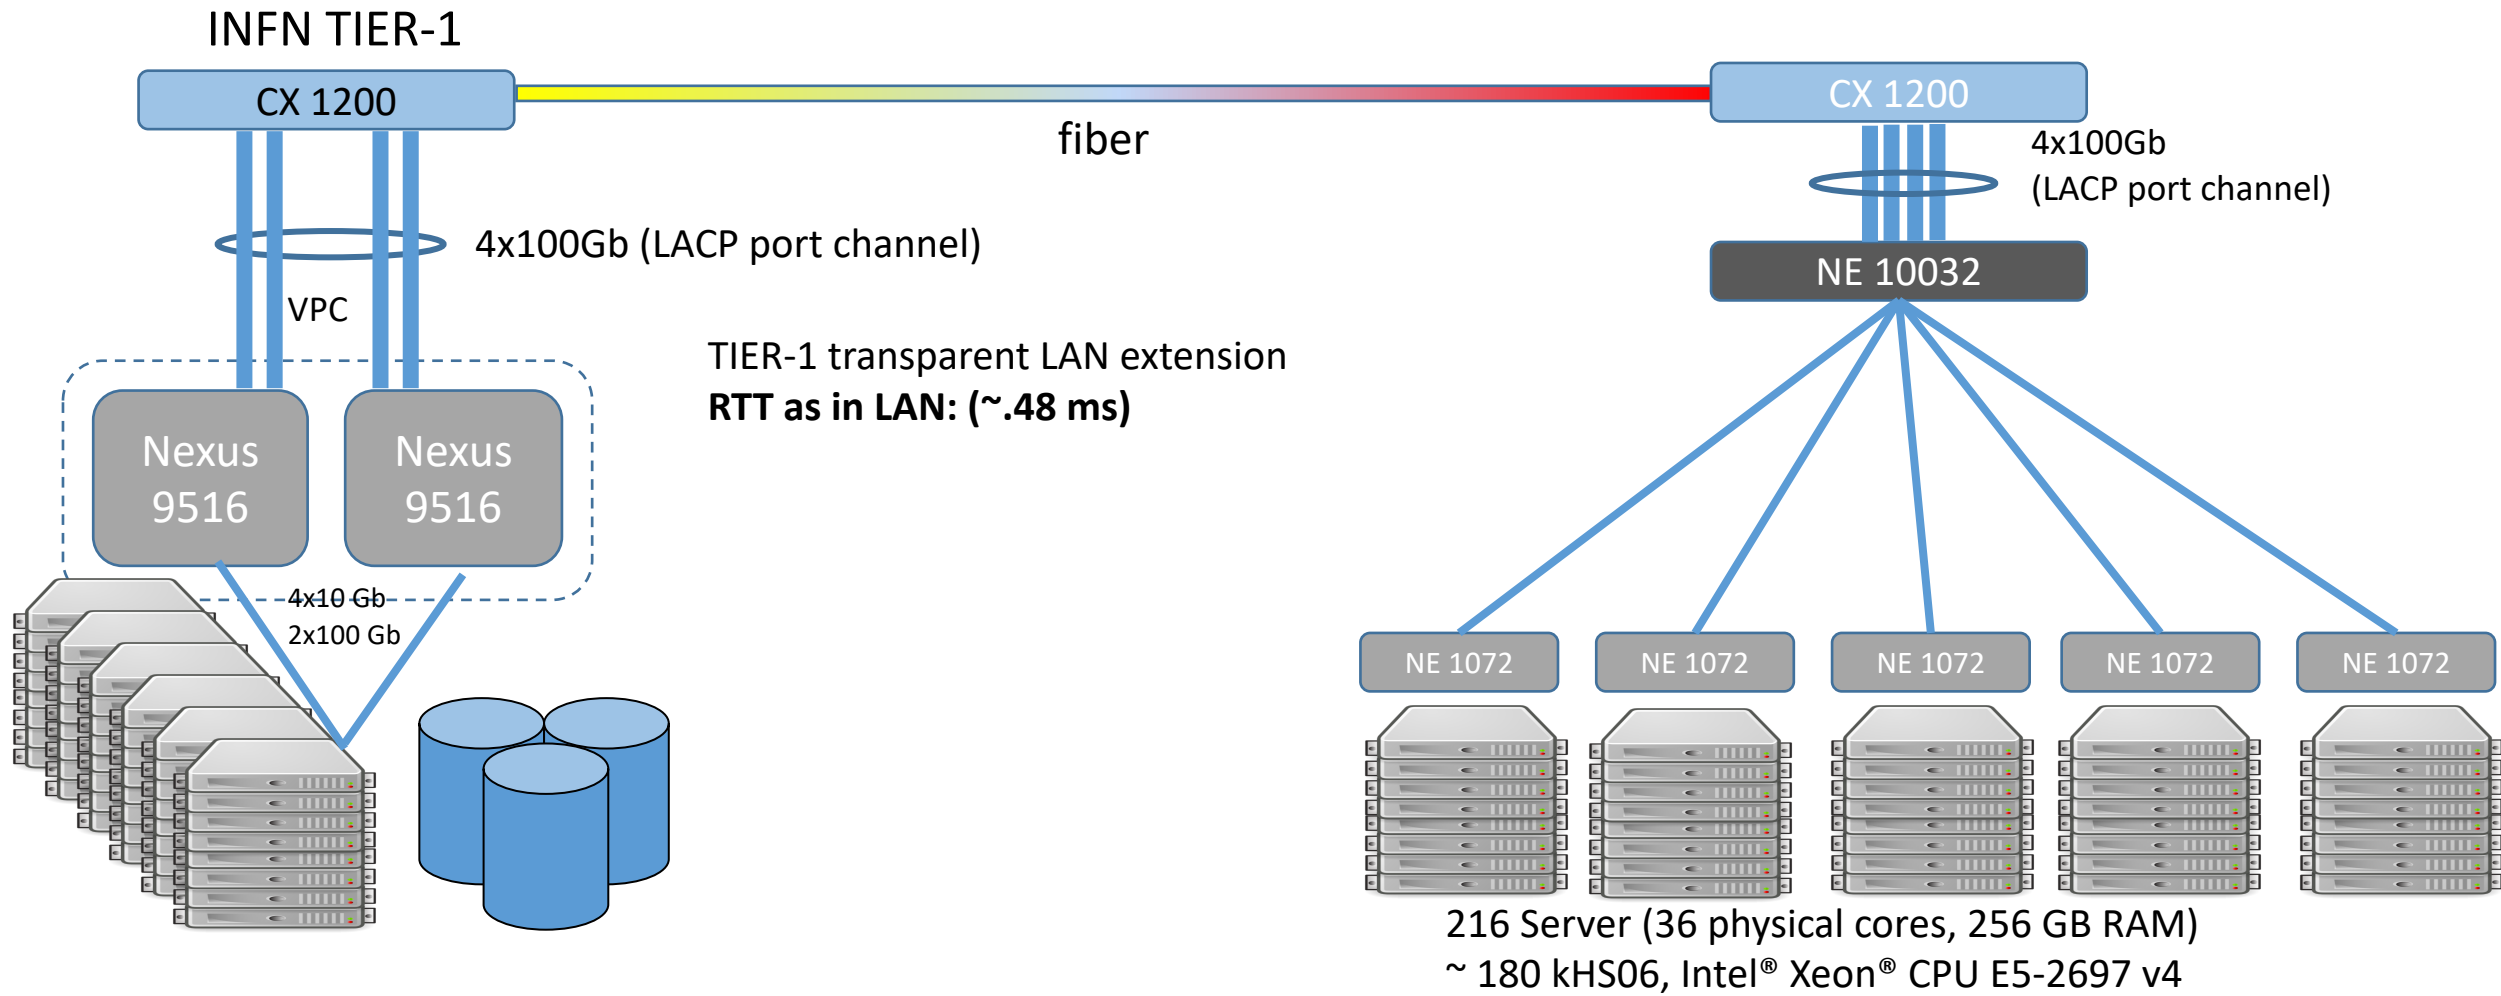 INFN TIER-1
CX 1200
CX 1200
fiber
4x100Gb
(LACP port channel)
4x100Gb (LACP port channel)
NE 10032
VPC
TIER-1 transparent LAN extension
RTT as in LAN: (~.48 ms)
Nexus
9516
Nexus
9516
4x10 Gb
2x100 Gb
NE 1072
NE 1072
NE 1072
NE 1072
NE 1072
216 Server (36 physical cores, 256 GB RAM)
~ 180 kHS06, Intel® Xeon® CPU E5-2697 v4